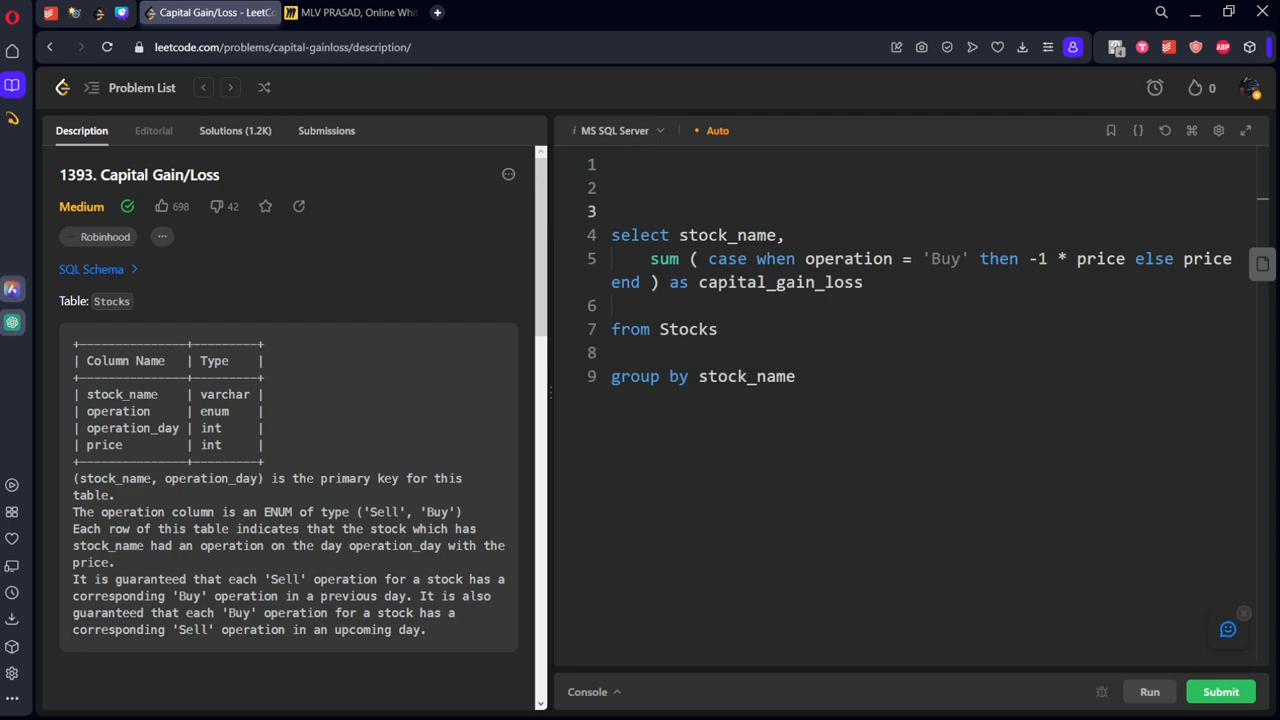 Capital Gain/Loss - LeetCo
MLV PRASAD, Online Whit
leetcode.com/problems/capital-gainloss/description/
4
ABP
Problem List
0
Description
Editorial
Solutions (1.2K)
Submissions
i MS SQL Server
• Auto
1393. Capital Gain/Loss
Medium
698
42
Robinhood
SQL Schema
Table: Stocks
+---------------+---------+
| Column Name   | Type    |
+---------------+---------+
| stock_name    | varchar |
| operation     | enum    |
| operation_day | int     |
| price         | int     |
+---------------+---------+
(stock_name, operation_day) is the primary key for this
table.
The operation column is an ENUM of type ('Sell', 'Buy')
Each row of this table indicates that the stock which has
stock_name had an operation on the day operation_day with the
price.
It is guaranteed that each 'Sell' operation for a stock has a
corresponding 'Buy' operation in a previous day. It is also
guaranteed that each 'Buy' operation for a stock has a
corresponding 'Sell' operation in an upcoming day.
1
2
3
4 select stock_name,
5 sum ( case when operation = 'Buy' then -1 * price else price
end ) as capital_gain_loss
6
7 from Stocks
8
9 group by stock_name
Console
Run
Submit